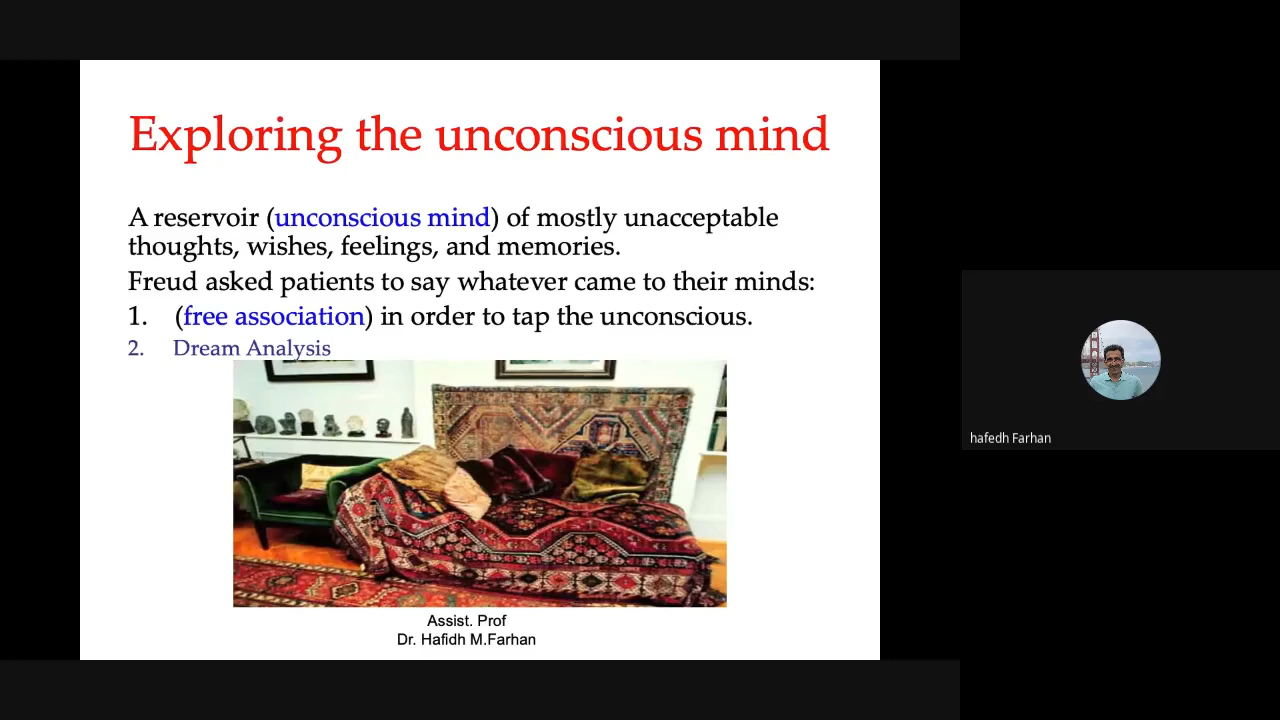 Exploring the unconscious mind
A reservoir (unconscious mind) of mostly unacceptable
thoughts, wishes, feelings, and memories.
Freud asked patients to say whatever came to their minds:
1. (free association) in order to tap the unconscious.
2. Dream Analysis
Assist. Prof
Dr. Hafidh M.Farhan
hafedh Farhan